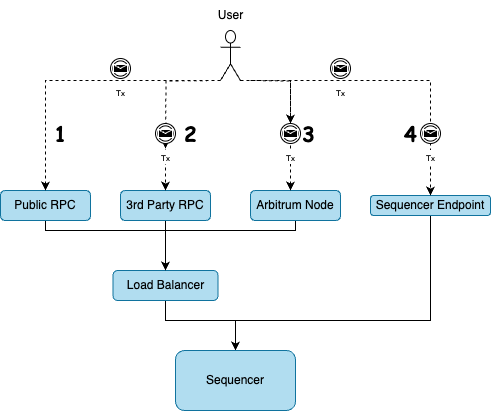 User
Tx
Tx
1
2
3
4
Tx
Tx
Tx
Public RPC
3rd Party RPC
Arbitrum Node
Sequencer Endpoint
Load Balancer
Sequencer